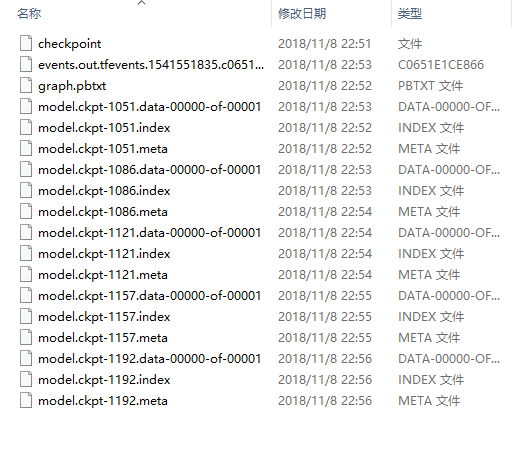 名称 修改日期 类型
checkpoint 2018/11/8 22:51 文件
events.out.tfevents.1541551835.c0651... 2018/11/8 22:53 C0651E1CE866
graph.pbtxt 2018/11/8 22:52 PBTXT 文件
model.ckpt-1051.data-00000-of-00001 2018/11/8 22:52 DATA-00000-OF...
model.ckpt-1051.index 2018/11/8 22:52 INDEX 文件
model.ckpt-1051.meta 2018/11/8 22:52 META 文件
model.ckpt-1086.data-00000-of-00001 2018/11/8 22:53 DATA-00000-OF...
model.ckpt-1086.index 2018/11/8 22:53 INDEX 文件
model.ckpt-1086.meta 2018/11/8 22:54 META 文件
model.ckpt-1121.data-00000-of-00001 2018/11/8 22:54 DATA-00000-OF...
model.ckpt-1121.index 2018/11/8 22:54 INDEX 文件
model.ckpt-1121.meta 2018/11/8 22:54 META 文件
model.ckpt-1157.data-00000-of-00001 2018/11/8 22:55 DATA-00000-OF...
model.ckpt-1157.index 2018/11/8 22:55 INDEX 文件
model.ckpt-1157.meta 2018/11/8 22:55 META 文件
model.ckpt-1192.data-00000-of-00001 2018/11/8 22:56 DATA-00000-OF...
model.ckpt-1192.index 2018/11/8 22:56 INDEX 文件
model.ckpt-1192.meta 2018/11/8 22:56 META 文件